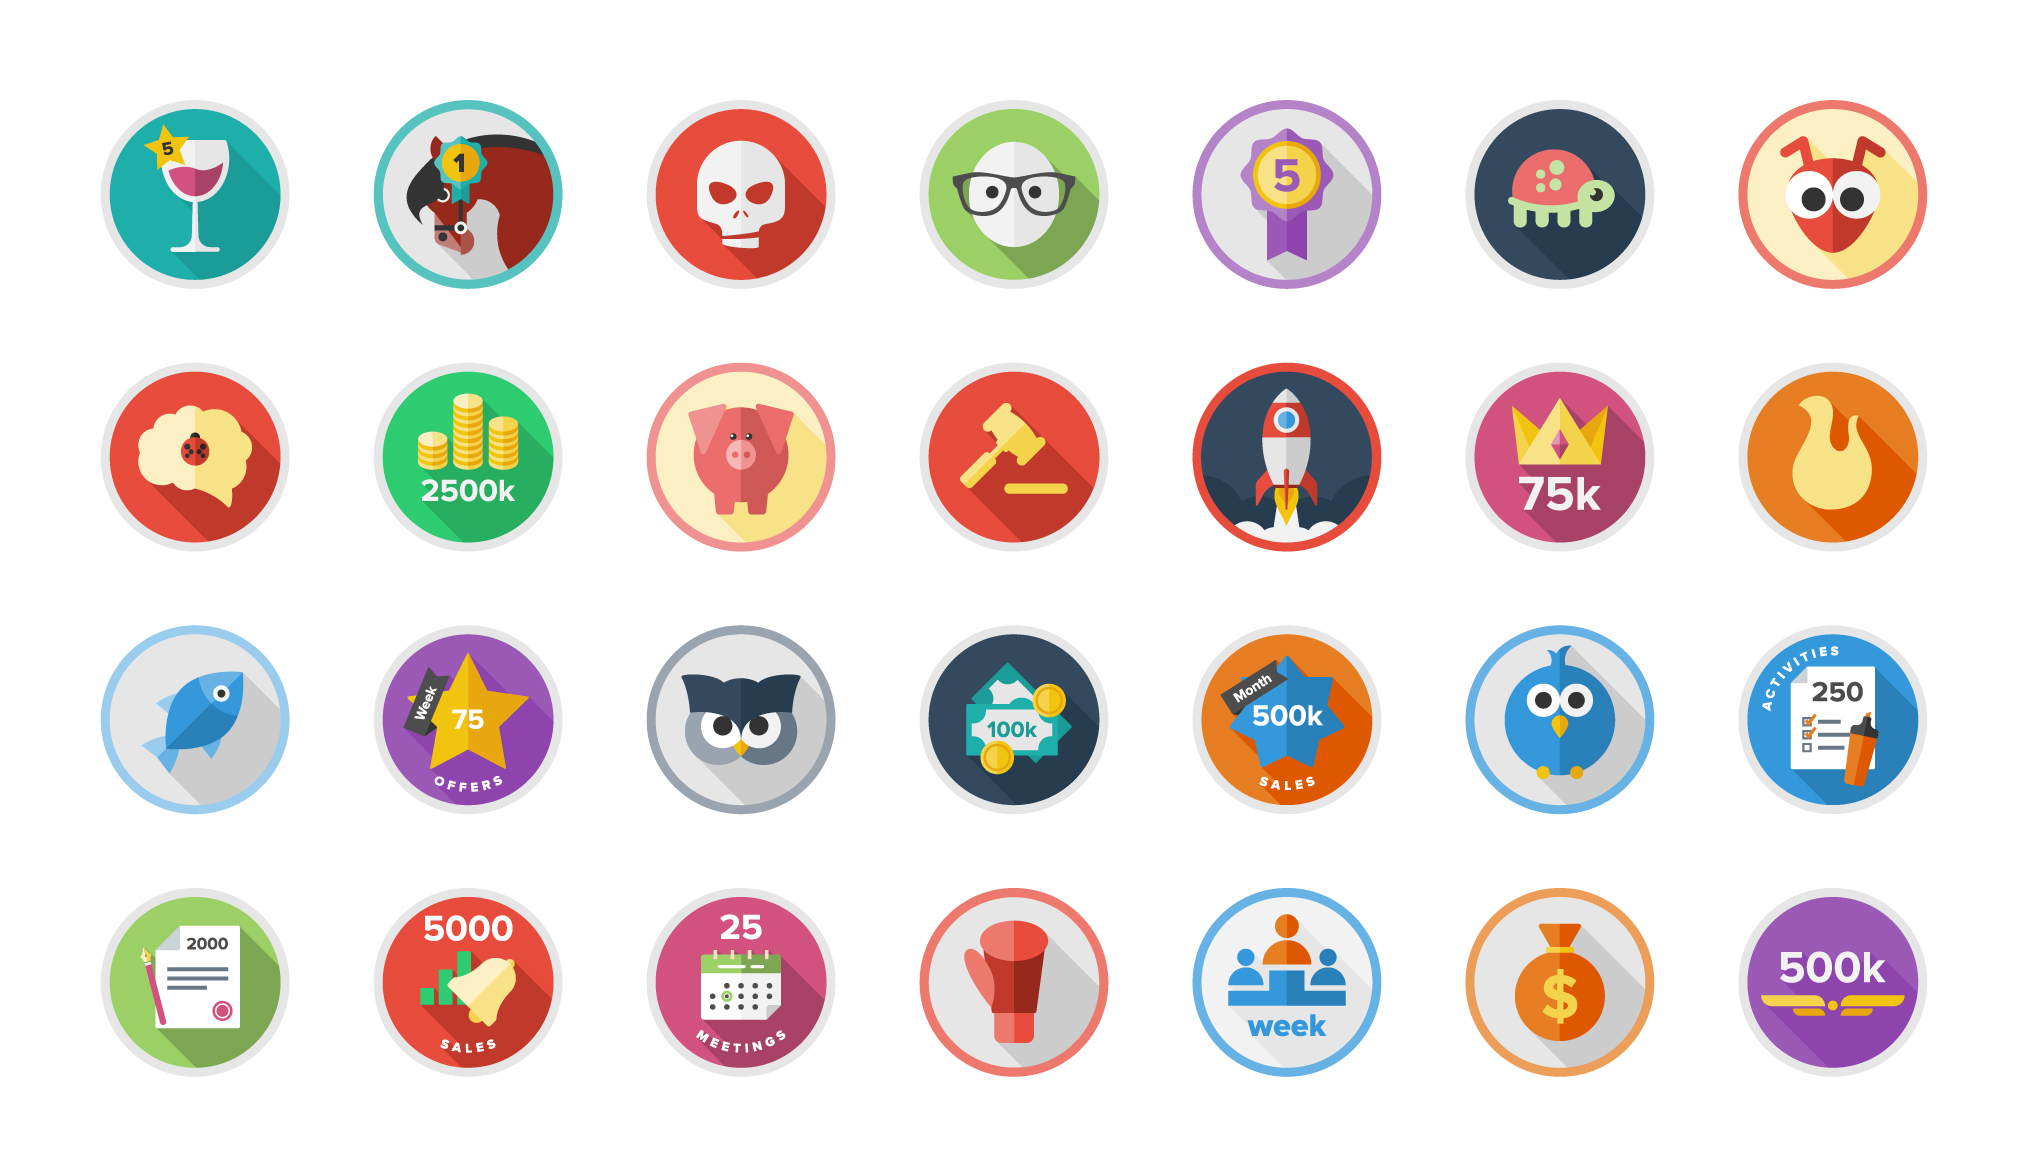 5
1
5
2500k
75k
Week
75
OFFERS
100k
Month
500k
SALES
ACTIVITIES
250
2000
5000
SALES
25
MEETINGS
week
$
500k